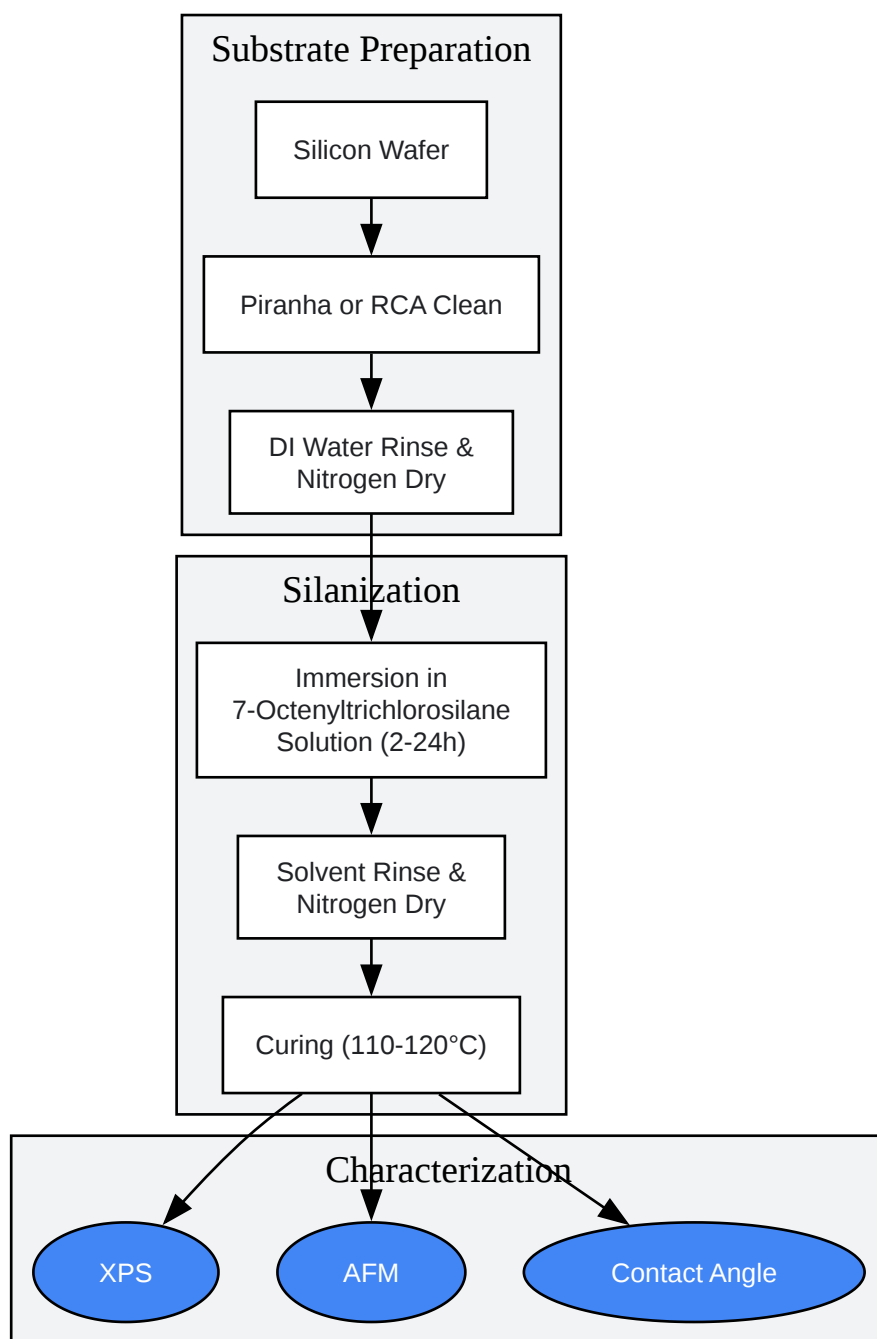 Substrate Preparation
Silicon Wafer
Piranha or RCA Clean
DI Water Rinse &
Nitrogen Dry
Silanization
Immersion in
7-Octenyltrichlorosilane
Solution (2-24h)
Solvent Rinse &
Nitrogen Dry
Curing (110-120°C)
Characterization
XPS
AFM
Contact Angle